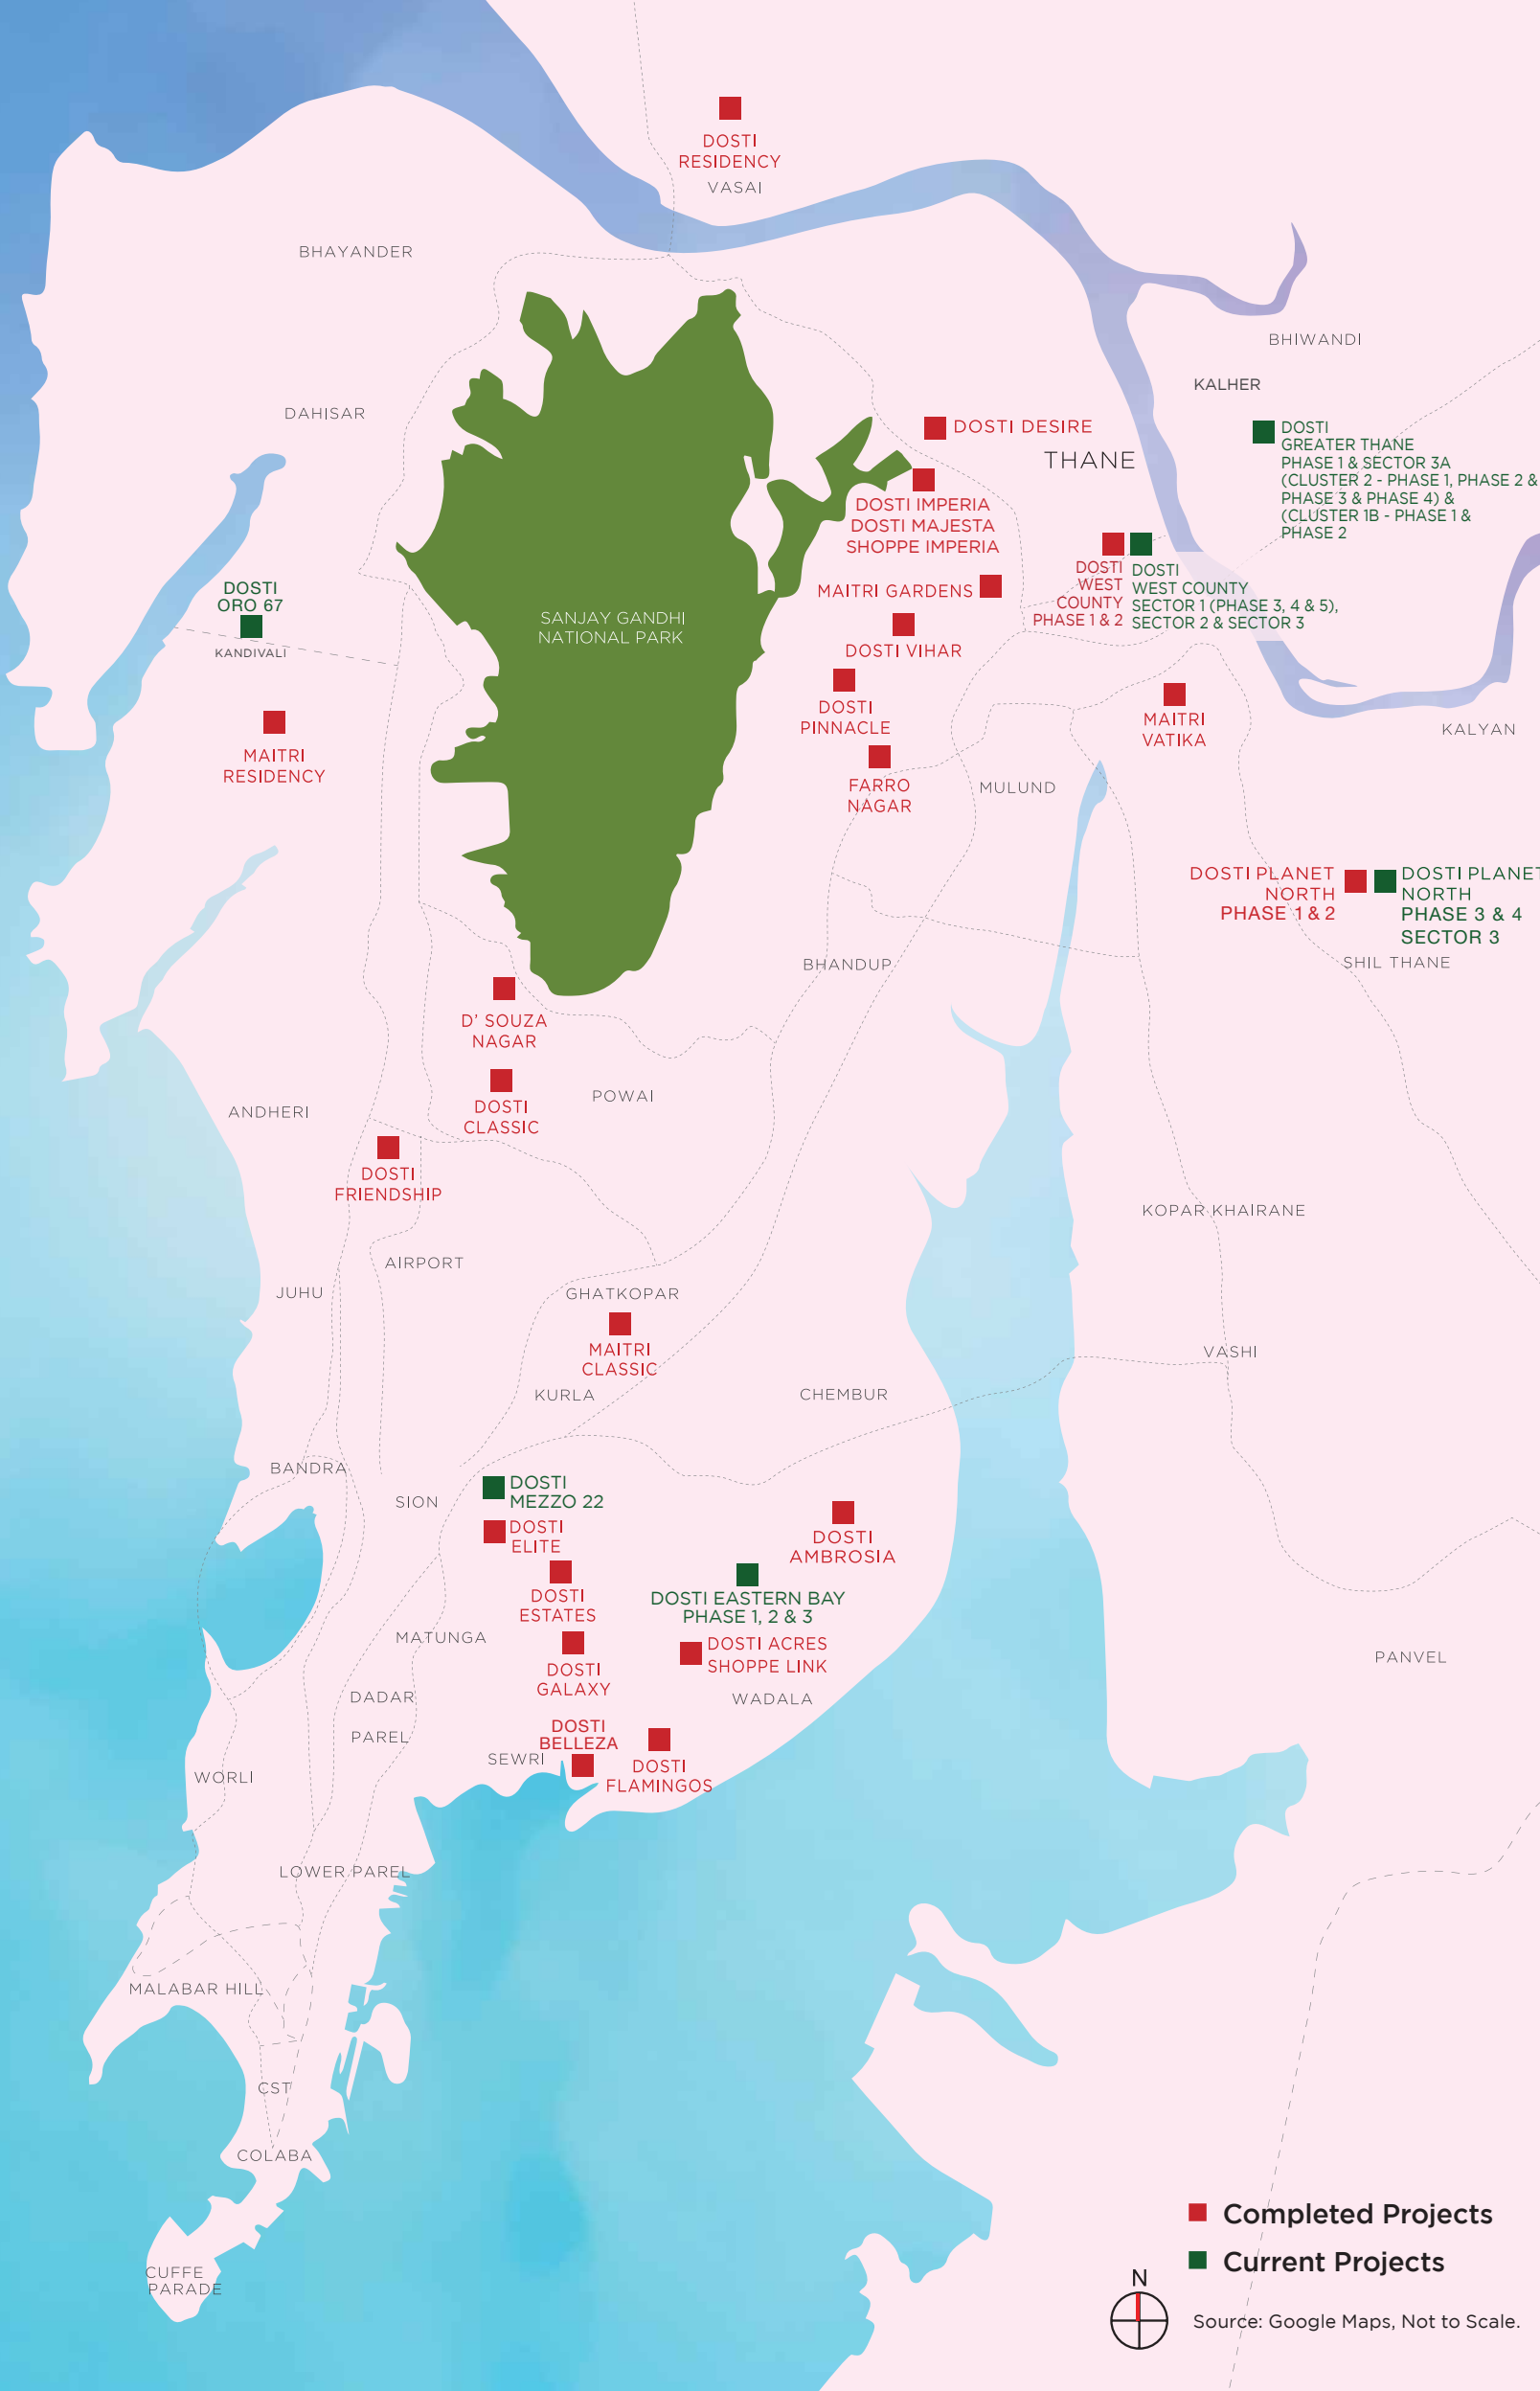 DOSTI
RESIDENCY
VASAI
BHAYANDER
BHIWANDI
KALHER
DAHISAR
DOSTI DESIRE
THANE
DOSTI
GREATER THANE
PHASE 1 & SECTOR 3A
(CLUSTER 2 - PHASE 1, PHASE 2 &
PHASE 3 & PHASE 4) &
(CLUSTER 1B - PHASE 1 &
PHASE 2
DOSTI IMPERIA
DOSTI MAJESTA
SHOPPE IMPERIA
DOSTI
WEST
COUNTY
PHASE 1 & 2
DOSTI
WEST COUNTY
SECTOR 1 (PHASE 3, 4 & 5),
SECTOR 2 & SECTOR 3
MAITRI GARDENS
DOSTI
ORO 67
KANDIVALI
SANJAY GANDHI
NATIONAL PARK
DOSTI VIHAR
DOSTI
PINNACLE
MAITRI
VATIKA
KALYAN
MAITRI
RESIDENCY
FARRO
NAGAR
MULUND
DOSTI PLANET
NORTH
PHASE 1 & 2
DOSTI PLANET
NORTH
PHASE 3 & 4
SECTOR 3
SHIL THANE
BHANDUP
D' SOUZA
NAGAR
POWAI
DOSTI
CLASSIC
ANDHERI
DOSTI
FRIENDSHIP
KOPAR KHAIRANE
AIRPORT
JUHU
GHATKOPAR
MAITRI
CLASSIC
VASHI
KURLA
CHEMBUR
BANDRA
SION
DOSTI
MEZZO 22
DOSTI
ELITE
DOSTI
AMBROSIA
DOSTI
ESTATES
DOSTI EASTERN BAY
PHASE 1, 2 & 3
MATUNGA
DOSTI ACRES
SHOPPE LINK
PANVEL
DOSTI
GALAXY
WADALA
DADAR
PAREL
DOSTI
BELLEZA
SEWRI
DOSTI
FLAMINGOS
WORLI
LOWER PAREL
MALABAR HILL
CST
COLABA
CUFFE
PARADE
Completed Projects
Current Projects
N
Source: Google Maps, Not to Scale.